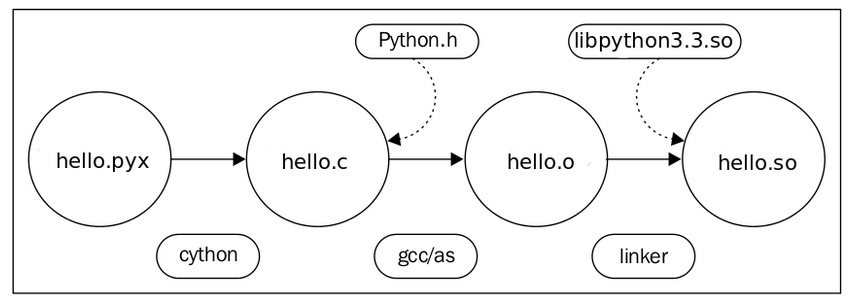 Python.h
libpython3.3.so
hello.pyx
hello.c
hello.o
hello.so
cython
gcc/as
linker